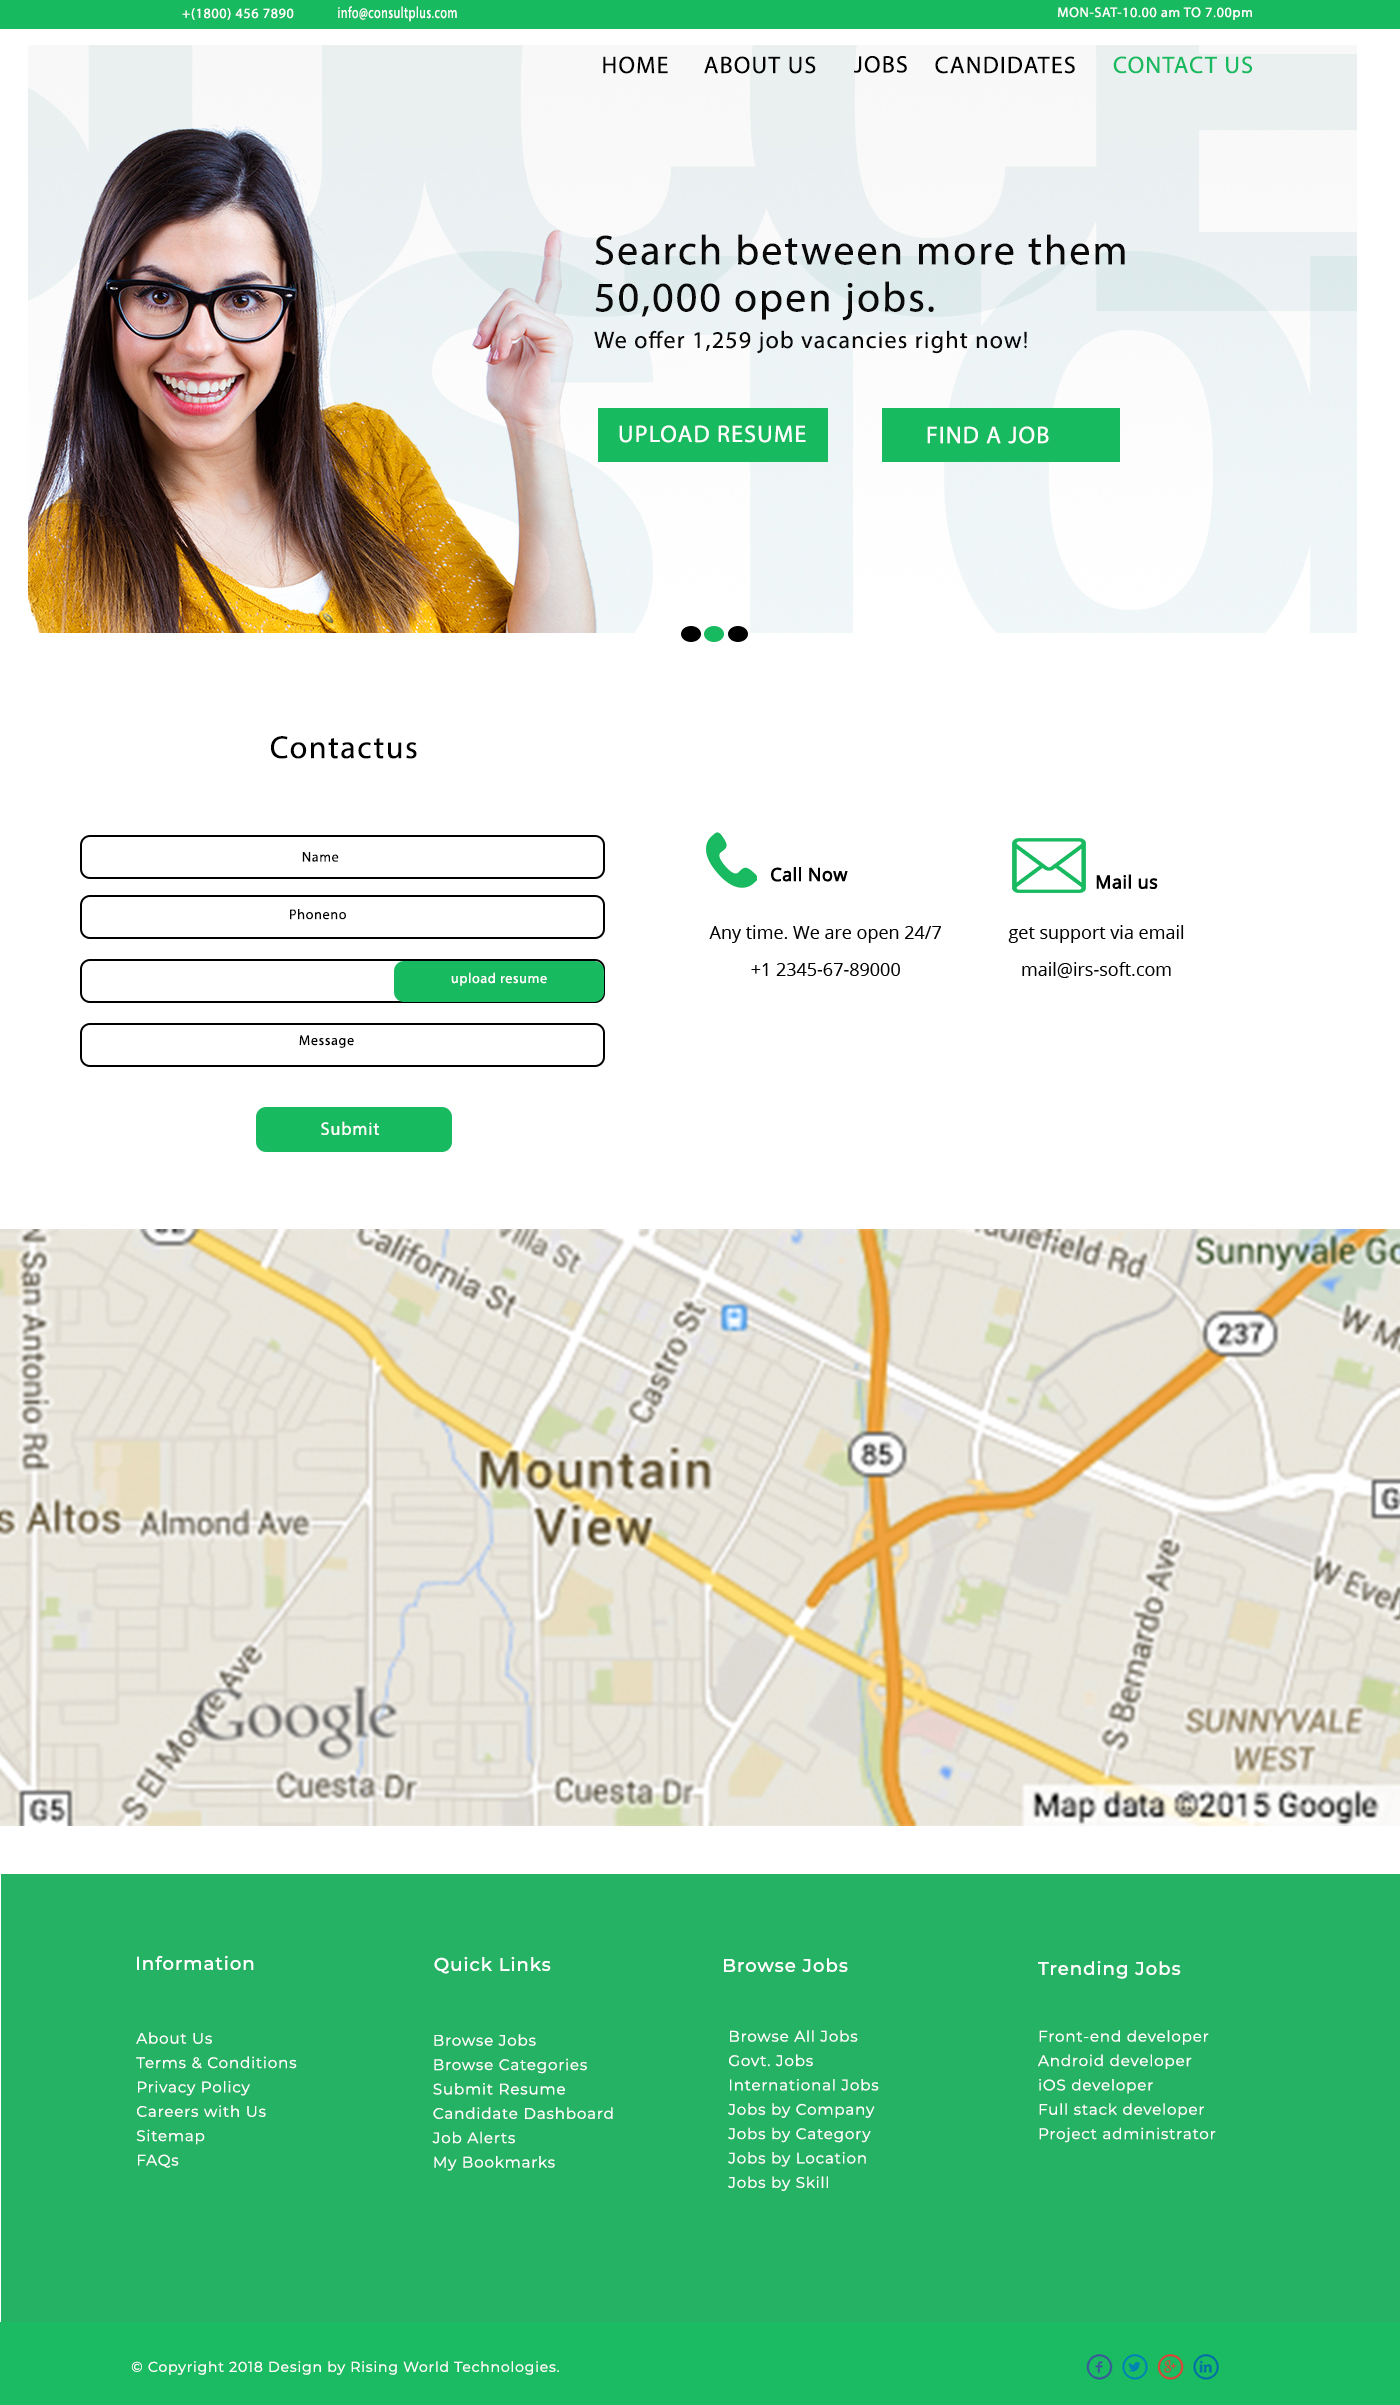 +(1800) 456 7890
info@consultplus.com
MON-SAT-10.00 am TO 7.00pm
HOME ABOUT US JOBS CANDIDATES CONTACT US
Search between more them
50,000 open jobs.
We offer 1,259 job vacancies right now!
UPLOAD RESUME
FIND A JOB
Contactus
Name
Phoneno
upload resume
Message
Submit
Call Now
Any time. We are open 24/7
+1 2345-67-89000
Mail us
get support via email
mail@irs-soft.com
N San Antonio Rd
California St
Villa St
Castro St
Sunnyvale Go
237
W M
85
Mountain
View
s Altos
Almond Ave
G
W Evel
S Bernardo Ave
S El Monte Ave
Google
SUNNYVALE
WEST
Cuesta Dr
Cuesta Dr
G5
Map data ©2015 Google
Information
About Us
Terms & Conditions
Privacy Policy
Careers with Us
Sitemap
FAQs
Quick Links
Browse Jobs
Browse Categories
Submit Resume
Candidate Dashboard
Job Alerts
My Bookmarks
Browse Jobs
Browse All Jobs
Govt. Jobs
International Jobs
Jobs by Company
Jobs by Category
Jobs by Location
Jobs by Skill
Trending Jobs
Front-end developer
Android developer
iOS developer
Full stack developer
Project administrator
© Copyright 2018 Design by Rising World Technologies.